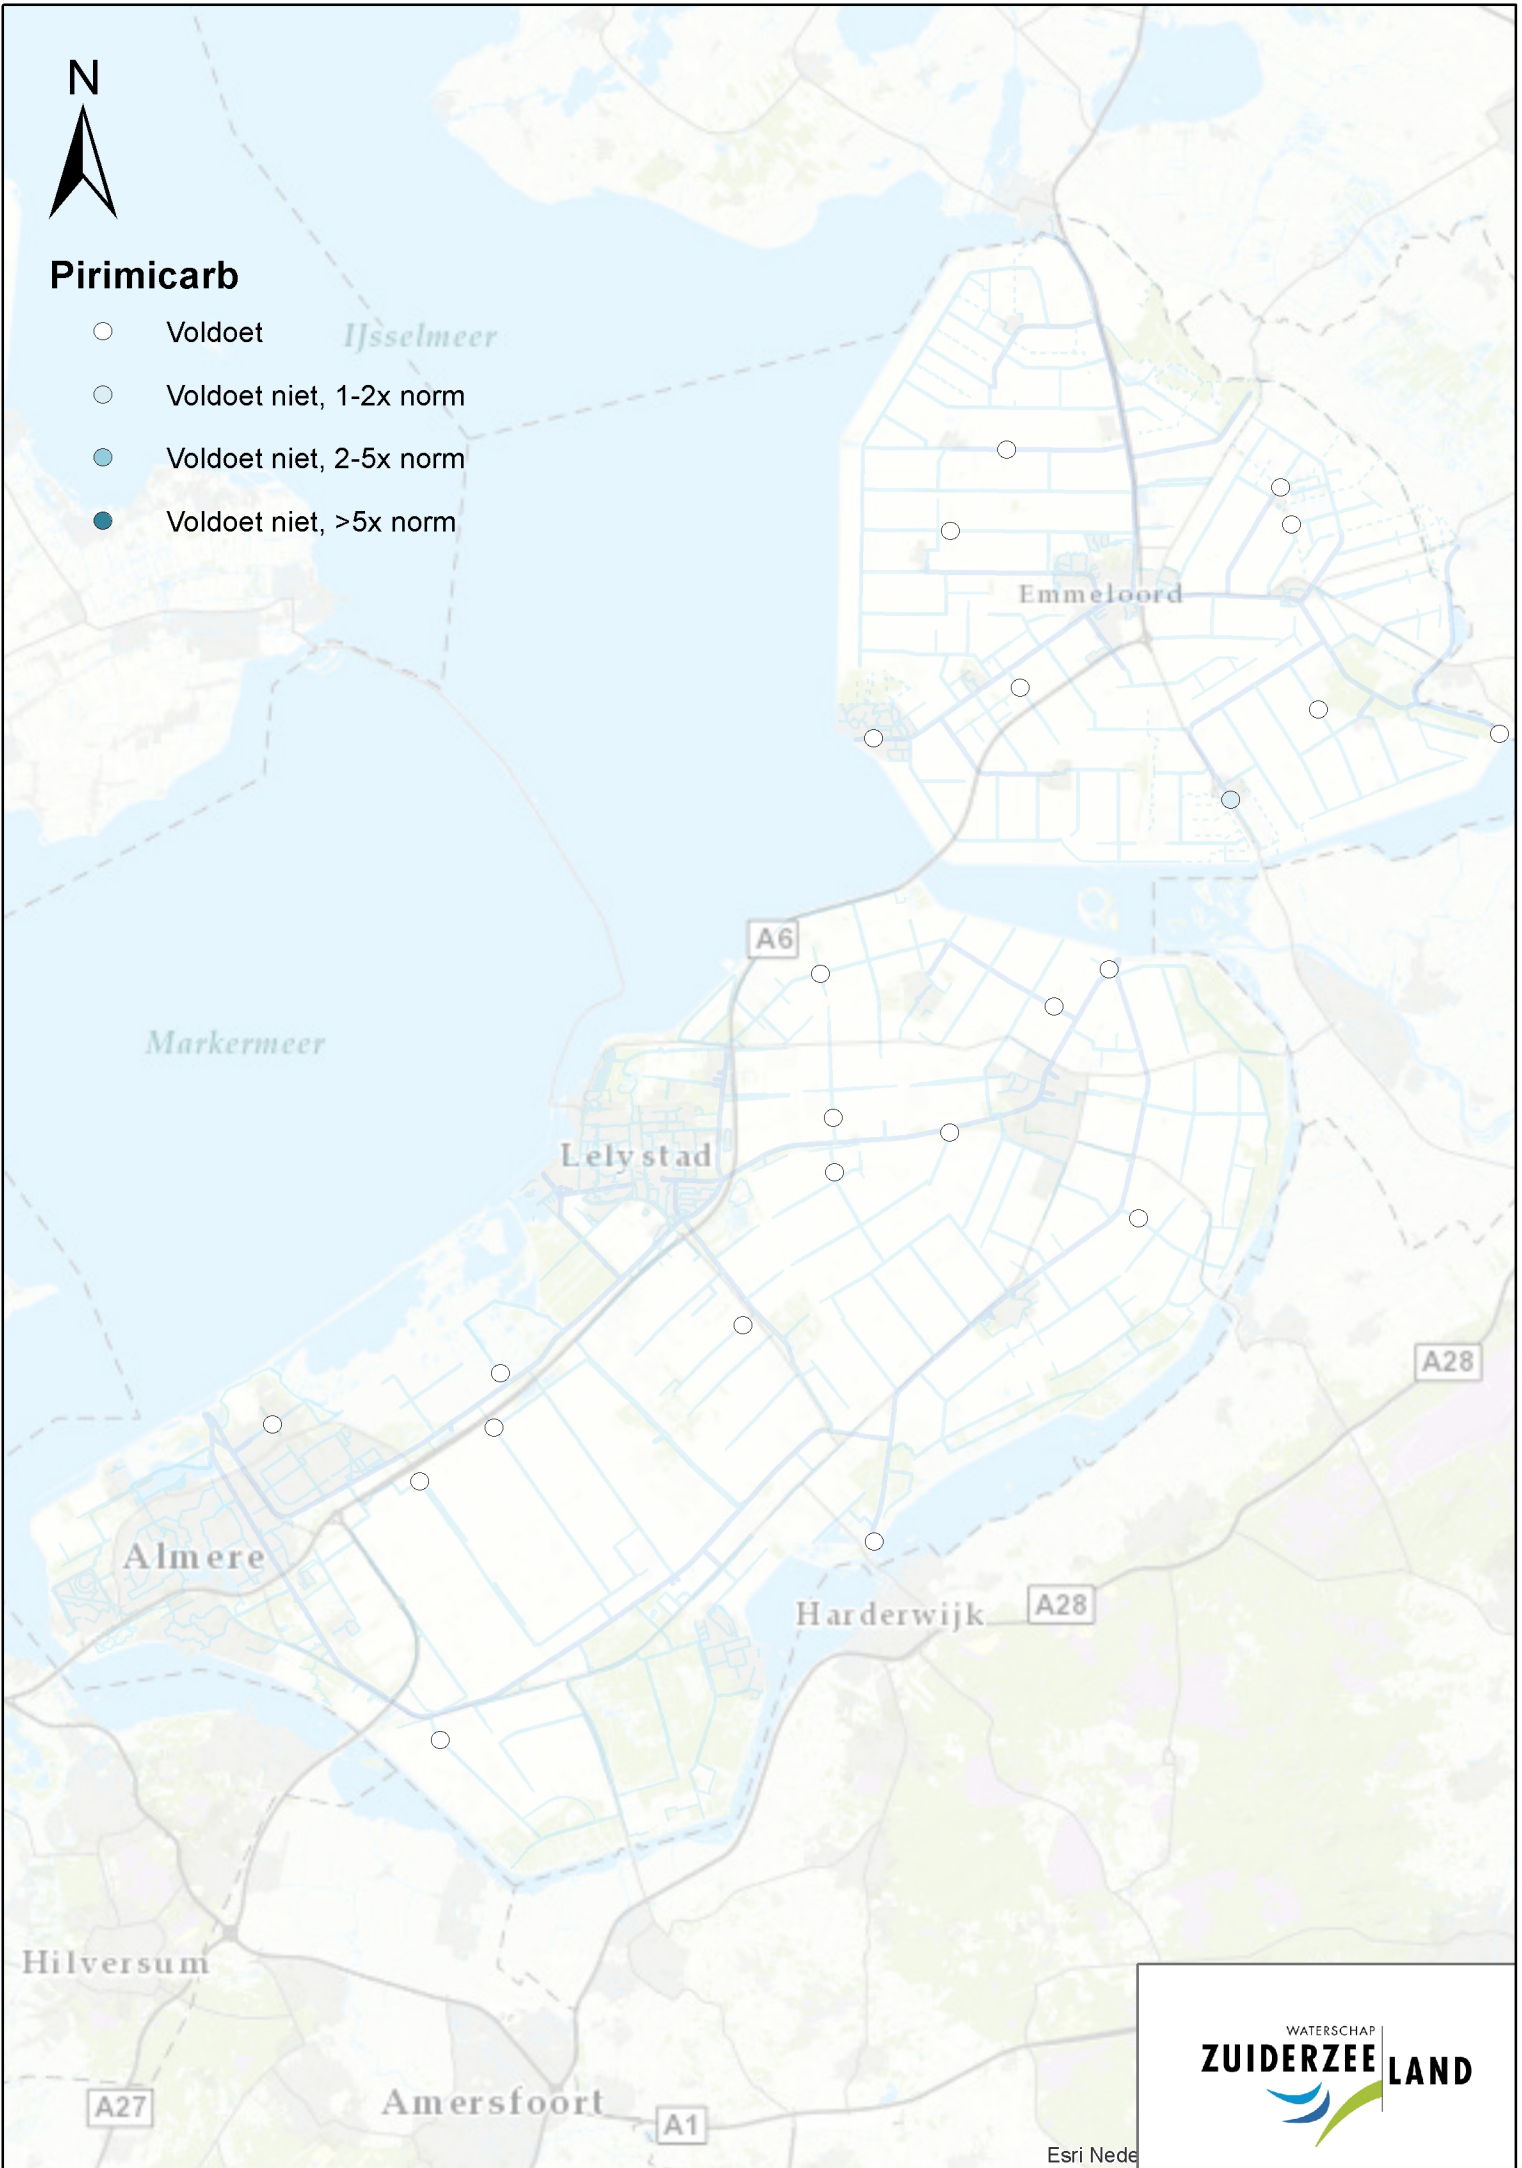 N
Pirimicarb
Voldoet
Voldoet niet, 1-2x norm
Voldoet niet, 2-5x norm
Voldoet niet, >5x norm
IJsselmeer
Emmeloord
A6
Markermeer
Lelystad
A28
Almere
Harderwijk
A28
Hilversum
Amersfoort
A27
A1
Esri Nede
WATERSCHAP
ZUIDERZEE
LAND